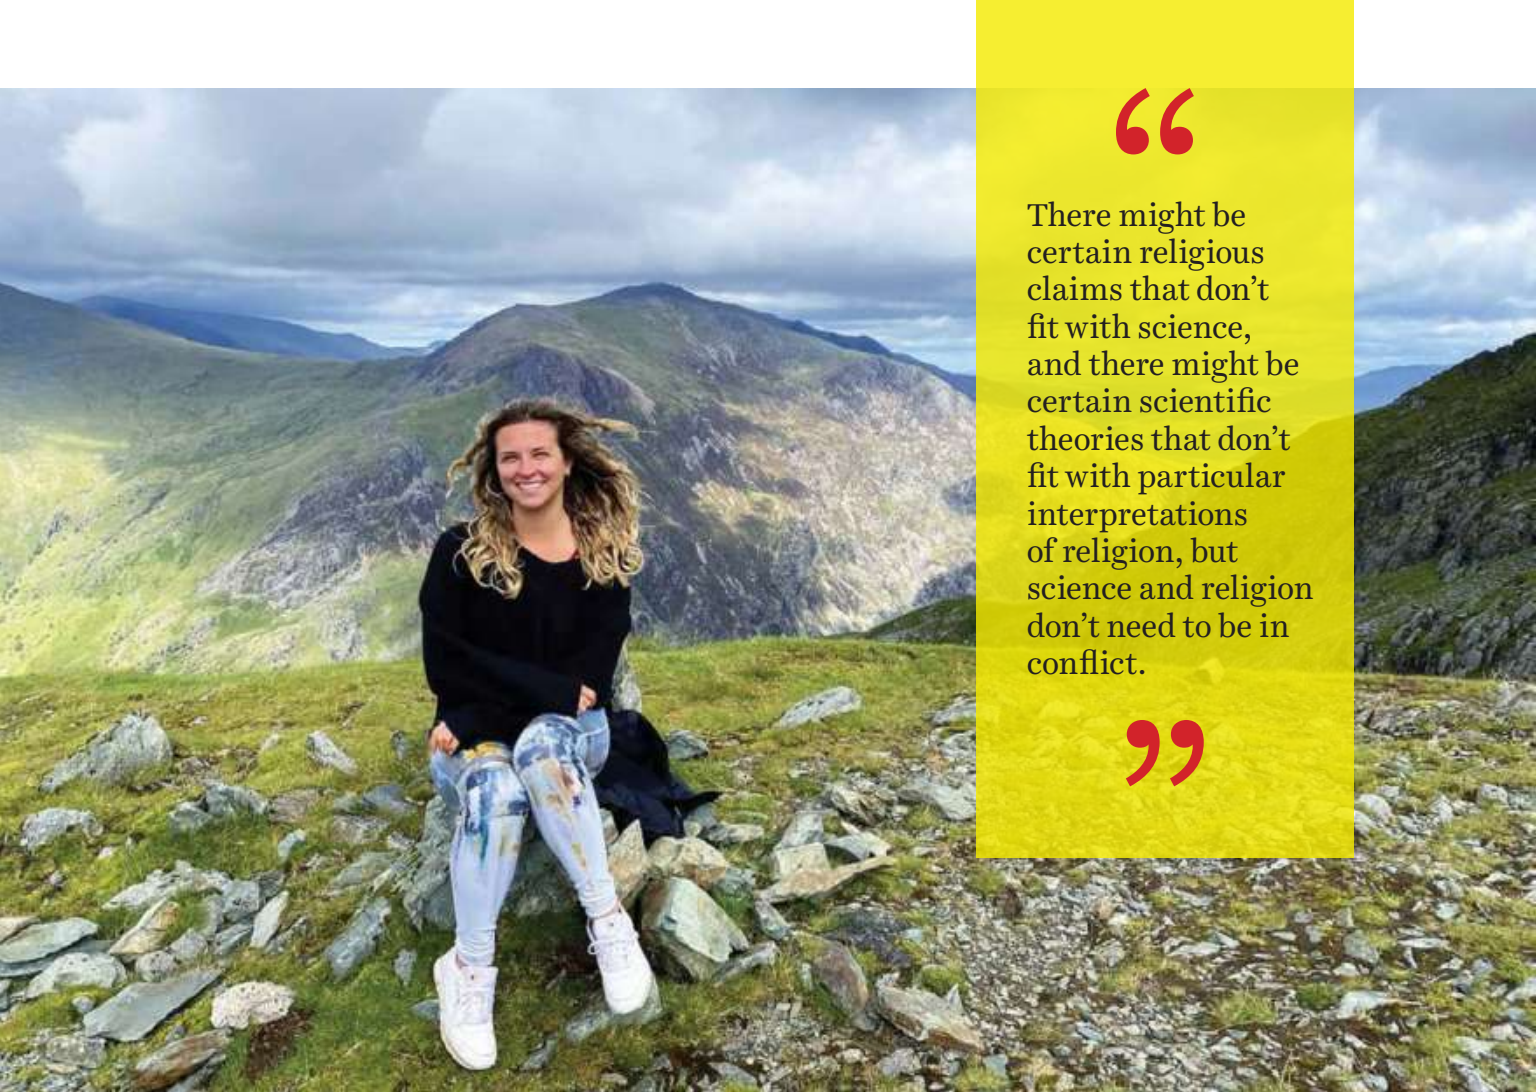 “
There might be
certain religious
claims that don’t
fit with science,
and there might be
certain scientific
theories that don’t
fit with particular
interpretations
of religion, but
science and religion
don’t need to be in
conflict.
”